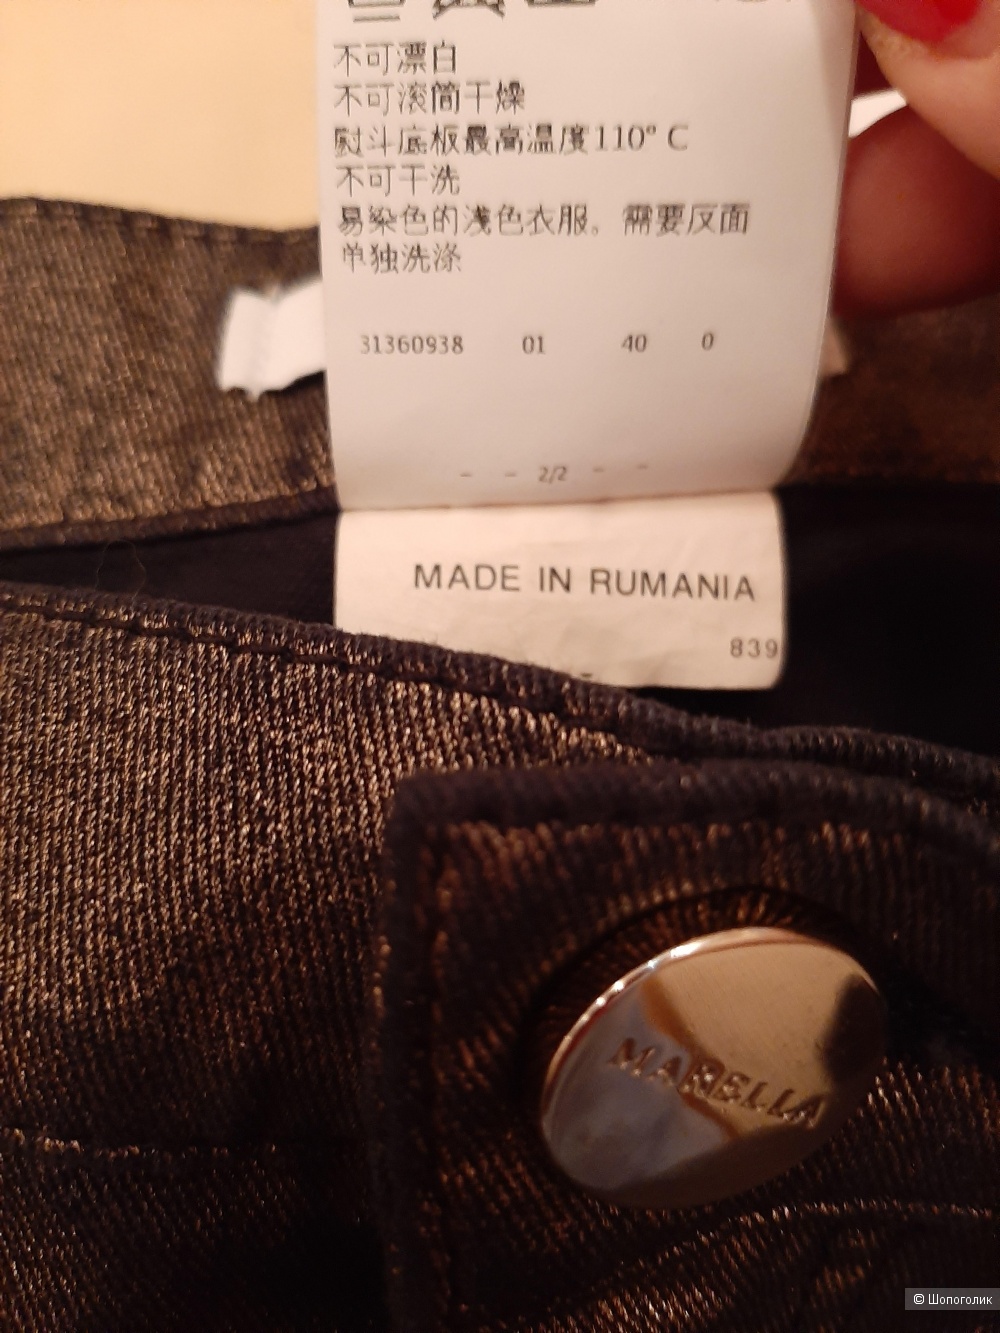 不可漂白
不可滚筒干燥
熨斗底板最高温度110° C
不可干洗
易染色的浅色衣服。需要反面
单独洗涤
31360938 01 40 0
- - 2/2 - -
MADE IN RUMANIA
839
MARELLA
© Шопоголик